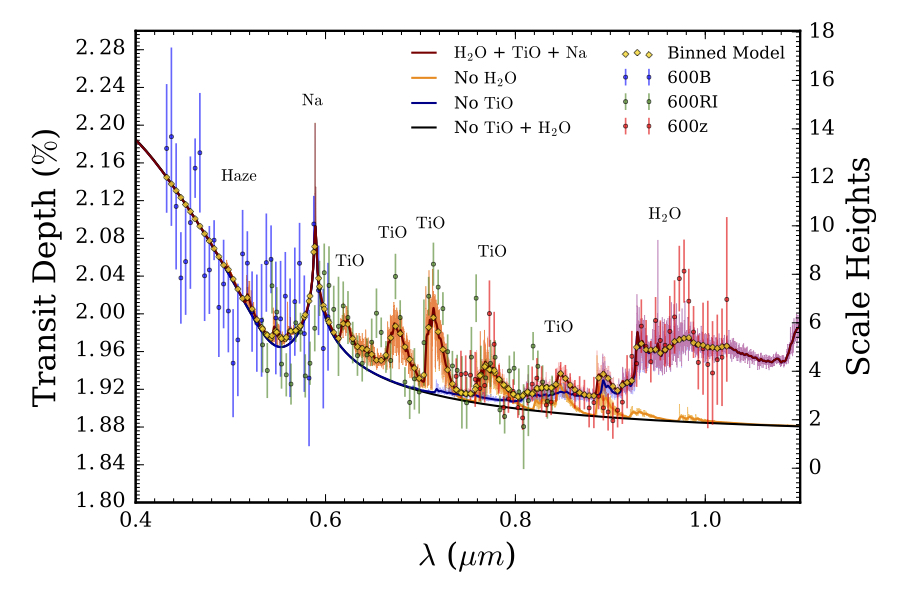 H₂O + TiO + Na
No H₂O
No TiO
No TiO + H₂O
Binned Model
600B
600RI
600z
Na
Haze
TiO
TiO
TiO
TiO
TiO
H₂O
2.28
2.24
2.20
2.16
2.12
2.08
2.04
2.00
1.96
1.92
1.88
1.84
1.80
Transit Depth (%)
18
16
14
12
10
8
6
4
2
0
Scale Heights
0.4
0.6
0.8
1.0
λ (μm)